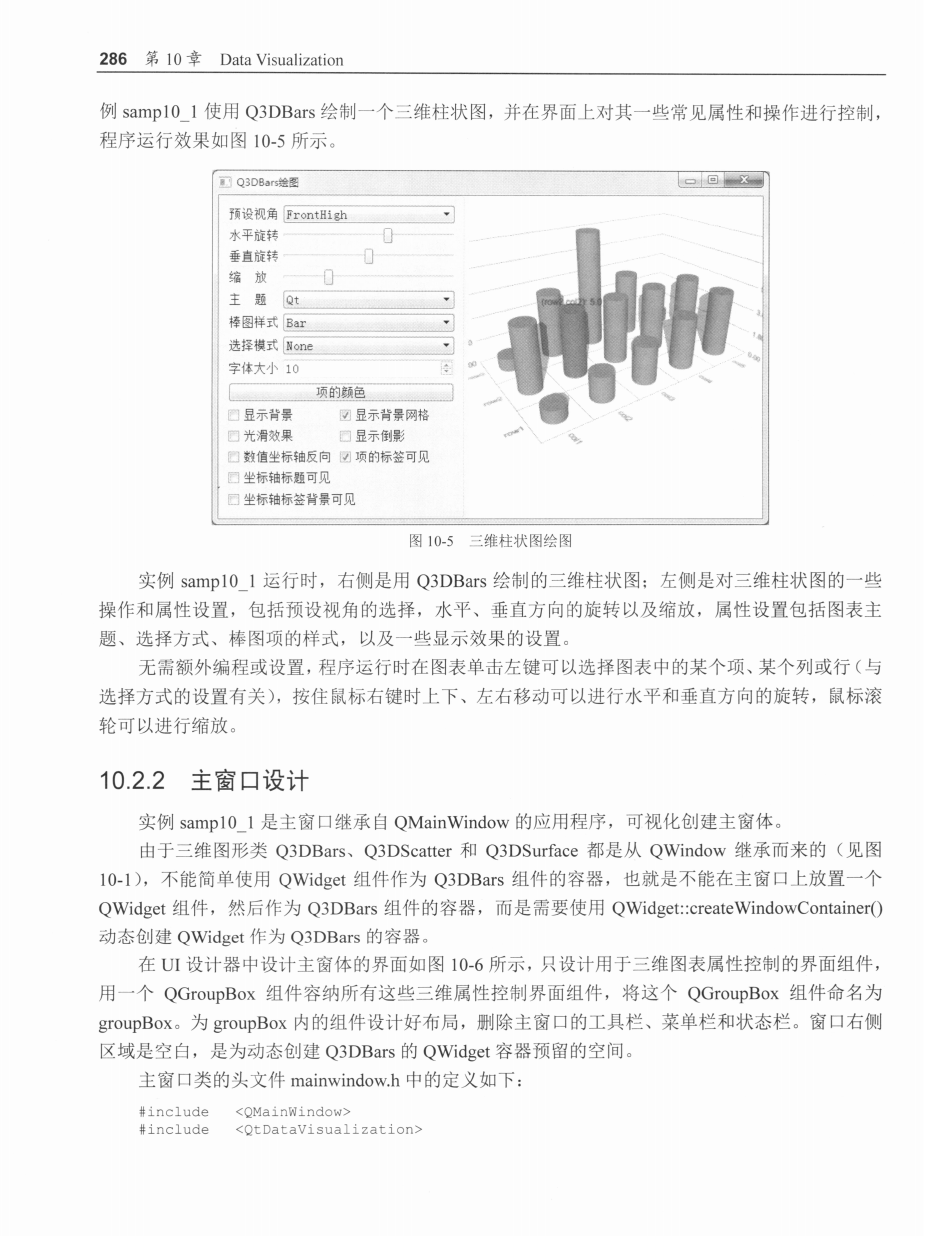 286 第 10 章 Data Visualization
例 samp10_1 使用 Q3DBars 绘制一个三维柱状图，并在界面上对其一些常见属性和操作进行控制，
程序运行效果如图 10-5 所示。
Q3DBars绘图
预设视角 FrontHigh
水平旋转
垂直旋转
缩 放
主 题 Qt
棒图样式 Bar
选择模式 None
字体大小 10
项的颜色
显示背景 显示背景网格
光滑效果 显示倒影
数值坐标轴反向 项的标签可见
坐标轴标题可见
坐标轴标签背景可见
图 10-5 三维柱状图绘图
实例 samp10_1 运行时，右侧是用 Q3DBars 绘制的三维柱状图；左侧是对三维柱状图的一些
操作和属性设置，包括预设视角的选择，水平、垂直方向的旋转以及缩放，属性设置包括图表主
题、选择方式、棒图项的样式，以及一些显示效果的设置。
无需额外编程或设置，程序运行时在图表单击左键可以选择图表中的某个项、某个列或行（与
选择方式的设置有关），按住鼠标右键时上下、左右移动可以进行水平和垂直方向的旋转，鼠标滚
轮可以进行缩放。
10.2.2 主窗口设计
实例 samp10_1 是主窗口继承自 QMainWindow 的应用程序，可视化创建主窗体。
由于三维图形类 Q3DBars、Q3DScatter 和 Q3DSurface 都是从 QWindow 继承而来的（见图
10-1），不能简单使用 QWidget 组件作为 Q3DBars 组件的容器，也就是不能在主窗口上放置一个
QWidget 组件，然后作为 Q3DBars 组件的容器，而是需要使用 QWidget::createWindowContainer()
动态创建 QWidget 作为 Q3DBars 的容器。
在 UI 设计器中设计主窗体的界面如图 10-6 所示，只设计用于三维图表属性控制的界面组件，
用一个 QGroupBox 组件容纳所有这些三维属性控制界面组件，将这个 QGroupBox 组件命名为
groupBox。为 groupBox 内的组件设计好布局，删除主窗口的工具栏、菜单栏和状态栏。窗口右侧
区域是空白，是为动态创建 Q3DBars 的 QWidget 容器预留的空间。
主窗口类的头文件 mainwindow.h 中的定义如下：
#include <QMainWindow>
#include <QtDataVisualization>